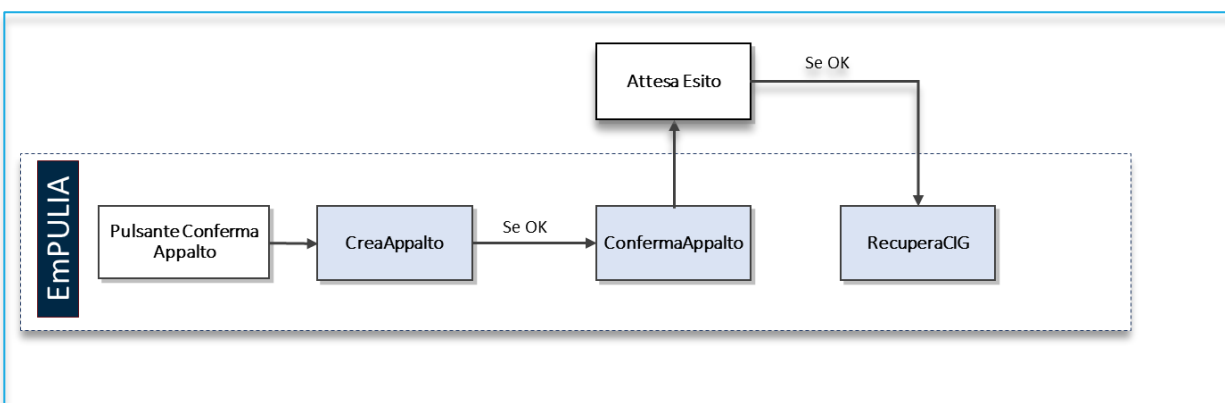 Attesa Esito
Se OK
EmPULIA
Pulsante Conferma
Appalto
CreaAppalto
Se OK
ConfermaAppalto
RecuperaCIG